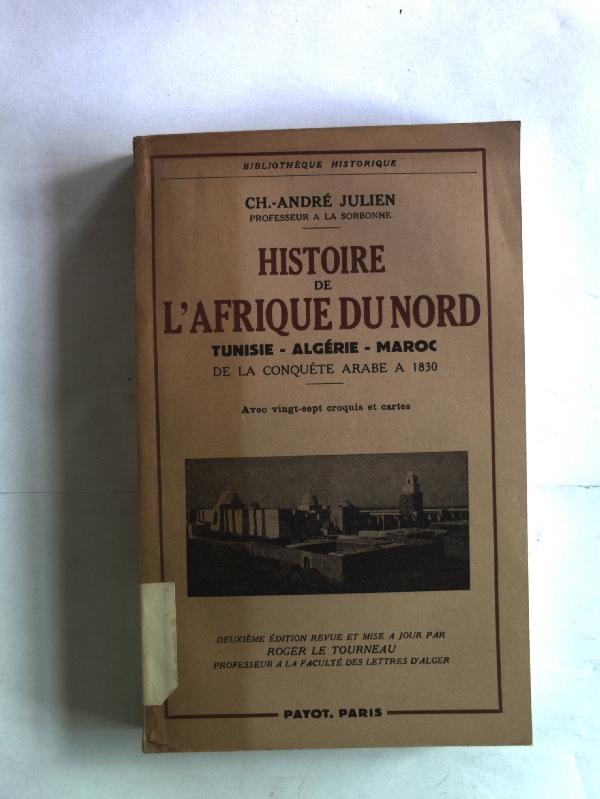 BIBLIOTHÈQUE HISTORIQUE
CH.-ANDRÉ JULIEN
PROFESSEUR A LA SORBONNE
HISTOIRE
DE
L'AFRIQUE DU NORD
TUNISIE - ALGÉRIE - MAROC
DE LA CONQUÊTE ARABE A 1830
Avec vingt-sept croquis et cartes
DEUXIÈME ÉDITION REVUE ET MISE A JOUR PAR
ROGER LE TOURNEAU
PROFESSEUR A LA FACULTÉ DES LETTRES D'ALGER
PAYOT, PARIS